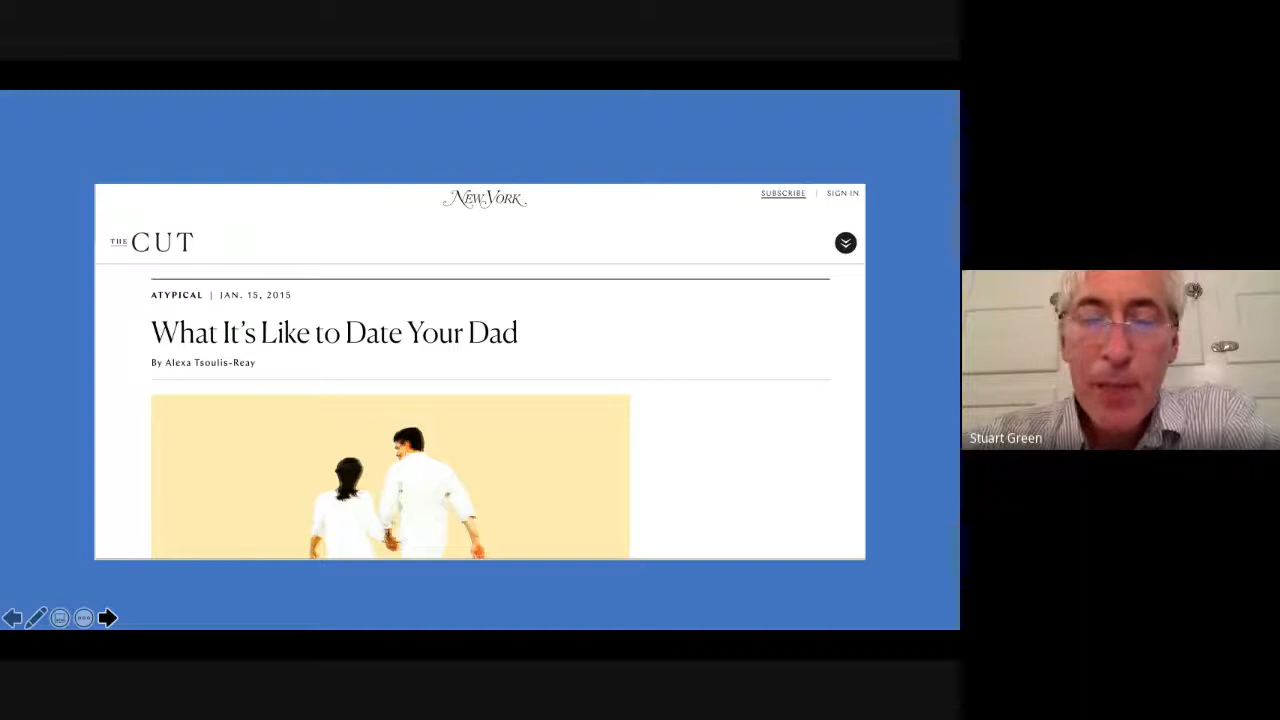 NEW YORK
SUBSCRIBE | SIGN IN
THE CUT
ATYPICAL | JAN. 15, 2015
What It's Like to Date Your Dad
By Alexa Tsoulis-Reay
Stuart Green